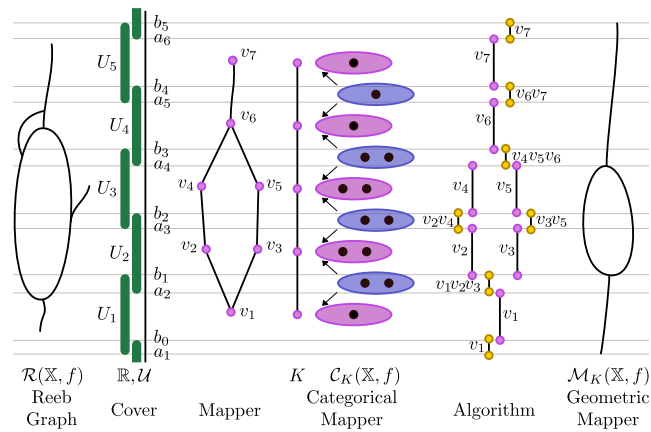 b₅
a₆
b₄
a₅
b₃
a₄
b₂
a₃
b₁
a₂
b₀
a₁
U₅
U₄
U₃
U₂
U₁
v₇
v₆
v₄ v₅
v₂ v₃
v₁
v₇
v₇
v₆v₇
v₆
v₄v₅v₆
v₄ v₅
v₂v₄ v₃v₅
v₂ v₃
v₁v₂v₃
v₁
v₁
ℛ(𝕏, f)
Reeb
Graph
ℝ, 𝒰
Cover
Mapper
K
𝒞_K(𝕏, f)
Categorical
Mapper
Algorithm
ℳ_K(𝕏, f)
Geometric
Mapper